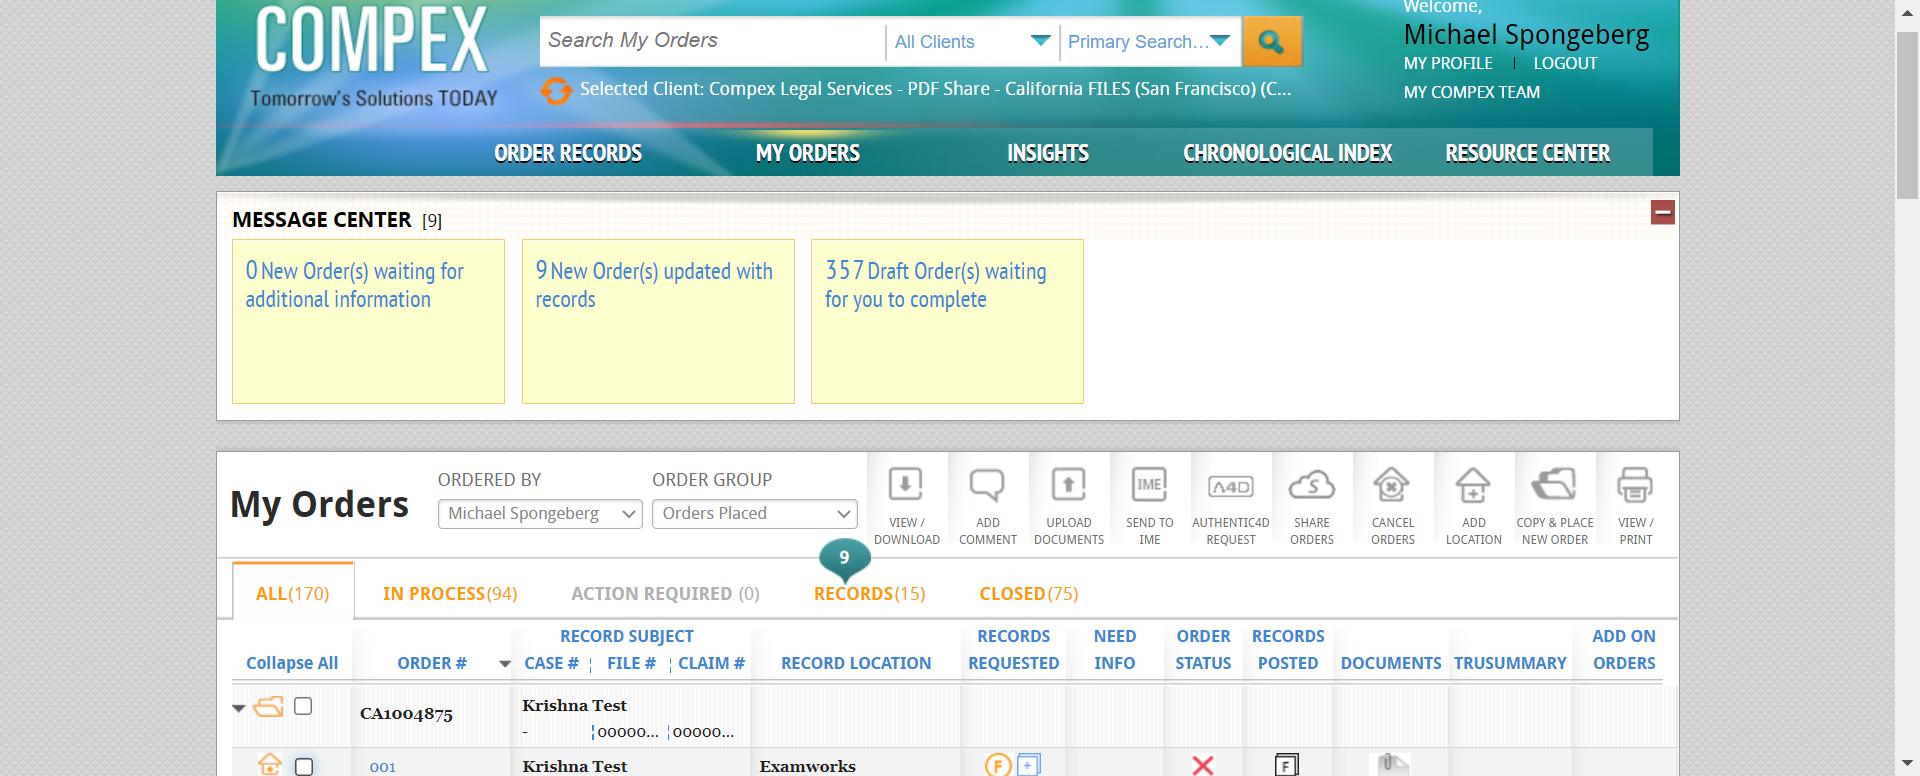 COMPEX
Tomorrow's Solutions TODAY
Search My Orders
All Clients
Primary Search...
Selected Client: Compex Legal Services - PDF Share - California FILES (San Francisco) (C...
Welcome,
Michael Spongeberg
MY PROFILE | LOGOUT
MY COMPEX TEAM
ORDER RECORDS MY ORDERS INSIGHTS CHRONOLOGICAL INDEX RESOURCE CENTER
MESSAGE CENTER [9]
0 New Order(s) waiting for
additional information
9 New Order(s) updated with
records
357 Draft Order(s) waiting
for you to complete
My Orders
ORDERED BY
Michael Spongeberg
ORDER GROUP
Orders Placed
VIEW /
DOWNLOAD
ADD
COMMENT
UPLOAD
DOCUMENTS
IME
SEND TO
IME
A4D
AUTHENTIC4D
REQUEST
S
SHARE
ORDERS
CANCEL
ORDERS
ADD
LOCATION
COPY & PLACE
NEW ORDER
VIEW /
PRINT
9
ALL(170) IN PROCESS(94) ACTION REQUIRED (0) RECORDS(15) CLOSED(75)
Collapse All
ORDER #
RECORD SUBJECT
CASE # ¦ FILE # ¦ CLAIM #
RECORD LOCATION
RECORDS
REQUESTED
NEED
INFO
ORDER
STATUS
RECORDS
POSTED
DOCUMENTS
TRUSUMMARY
ADD ON
ORDERS
CA1004875
Krishna Test
- ¦00000... ¦00000...
001 Krishna Test Examworks F F